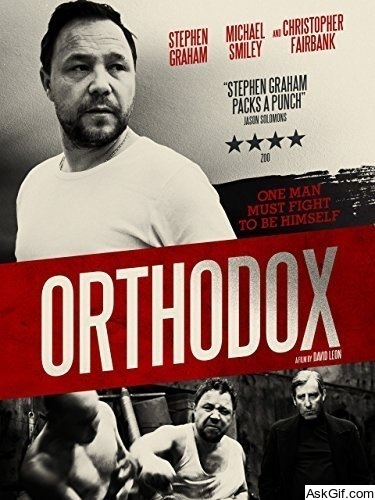 STEPHEN GRAHAM
MICHAEL SMILEY
AND CHRISTOPHER FAIRBANK
"STEPHEN GRAHAM
PACKS A PUNCH"
JASON SOLOMONS
ZOO
ONE MAN
MUST FIGHT
TO BE HIMSELF
ORTHODOX
A FILM BY DAVID LEON
AskGif.com